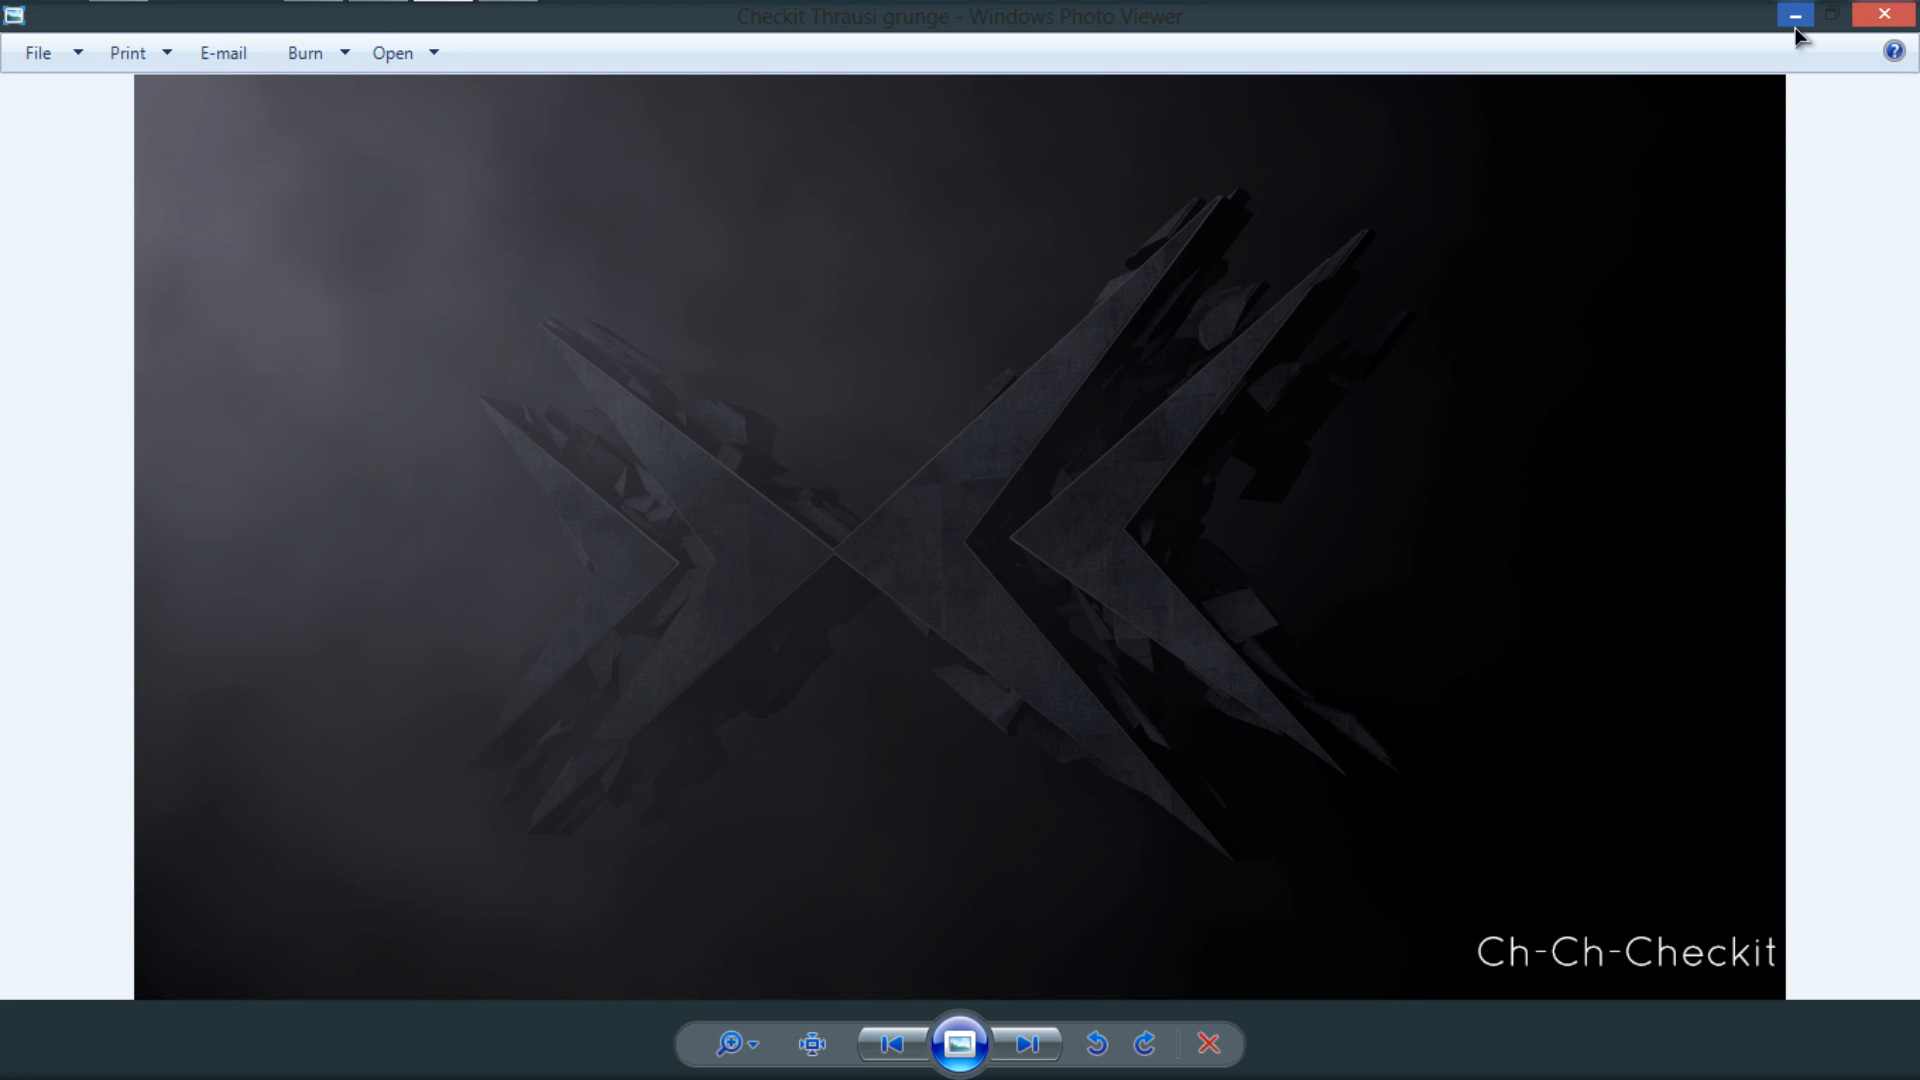 Checkit Thrausi grunge - Windows Photo Viewer
File Print E-mail Burn Open
Ch-Ch-Checkit